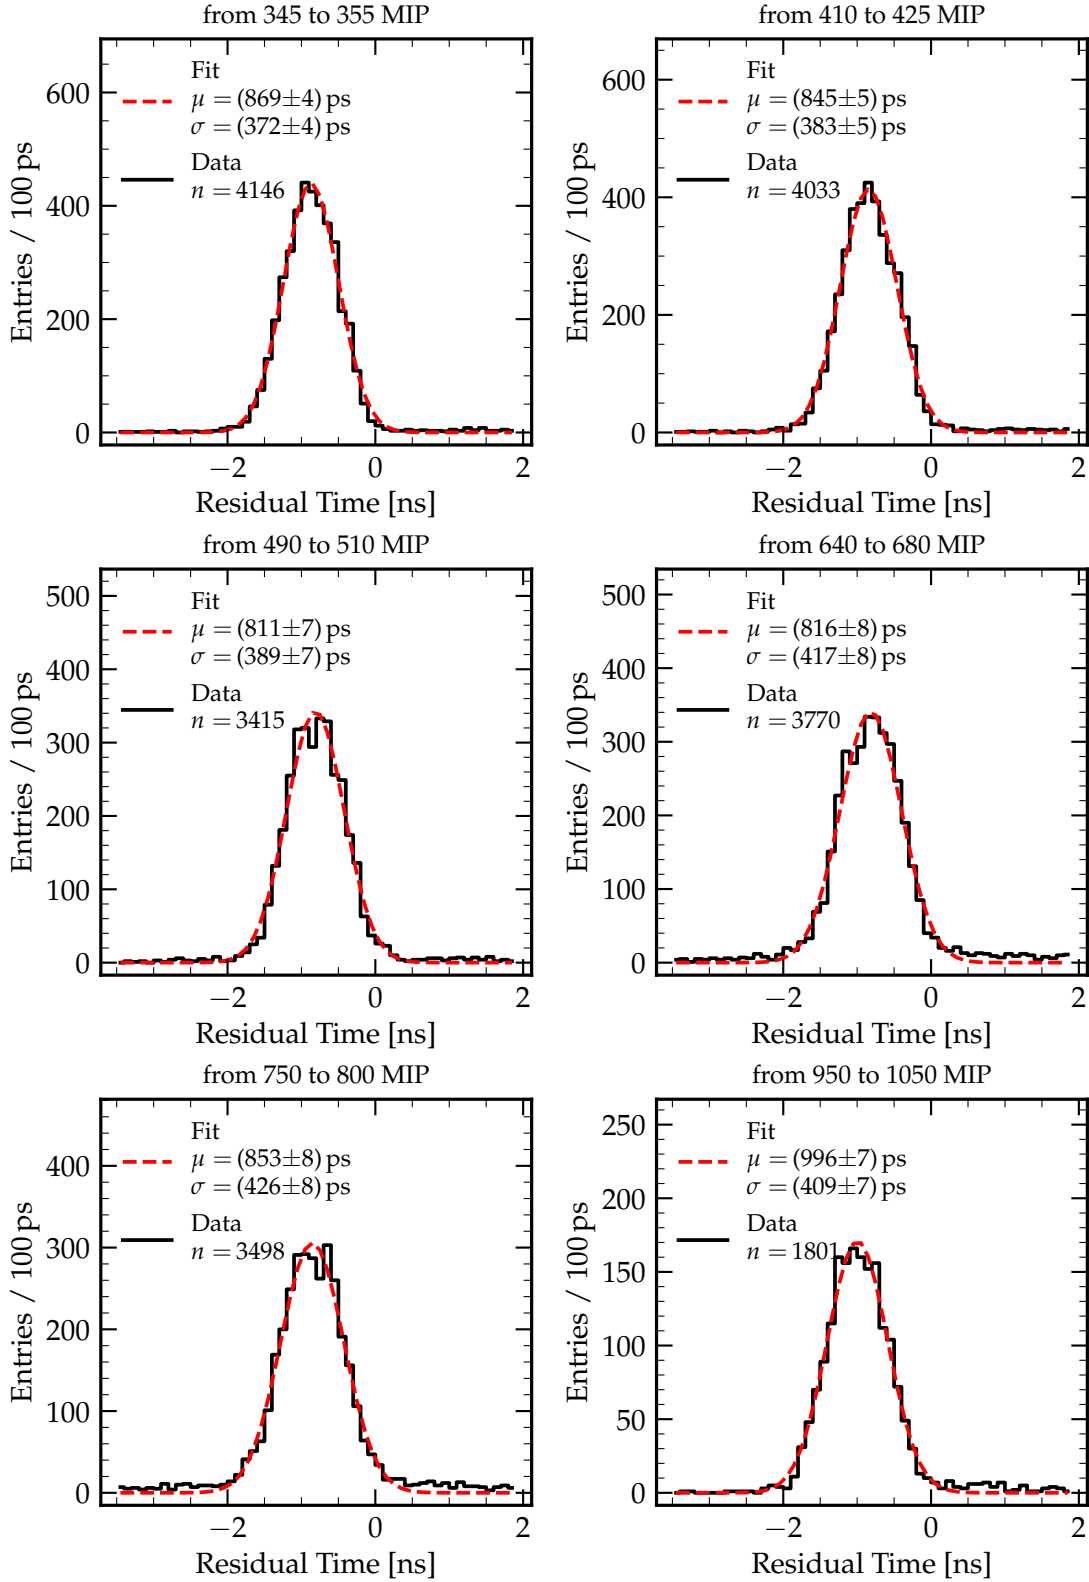 from 345 to 355 MIP
Entries / 100 ps
600
400
200
0
Fit
μ = (869±4) ps
σ = (372±4) ps
Data
n = 4146
−2
0
2
Residual Time [ns]
from 410 to 425 MIP
Entries / 100 ps
600
400
200
0
Fit
μ = (845±5) ps
σ = (383±5) ps
Data
n = 4033
−2
0
2
Residual Time [ns]
from 490 to 510 MIP
Entries / 100 ps
500
400
300
200
100
0
Fit
μ = (811±7) ps
σ = (389±7) ps
Data
n = 3415
−2
0
2
Residual Time [ns]
from 640 to 680 MIP
Entries / 100 ps
500
400
300
200
100
0
Fit
μ = (816±8) ps
σ = (417±8) ps
Data
n = 3770
−2
0
2
Residual Time [ns]
from 750 to 800 MIP
Entries / 100 ps
400
300
200
100
0
Fit
μ = (853±8) ps
σ = (426±8) ps
Data
n = 3498
−2
0
2
Residual Time [ns]
from 950 to 1050 MIP
Entries / 100 ps
250
200
150
100
50
0
Fit
μ = (996±7) ps
σ = (409±7) ps
Data
n = 1801
−2
0
2
Residual Time [ns]